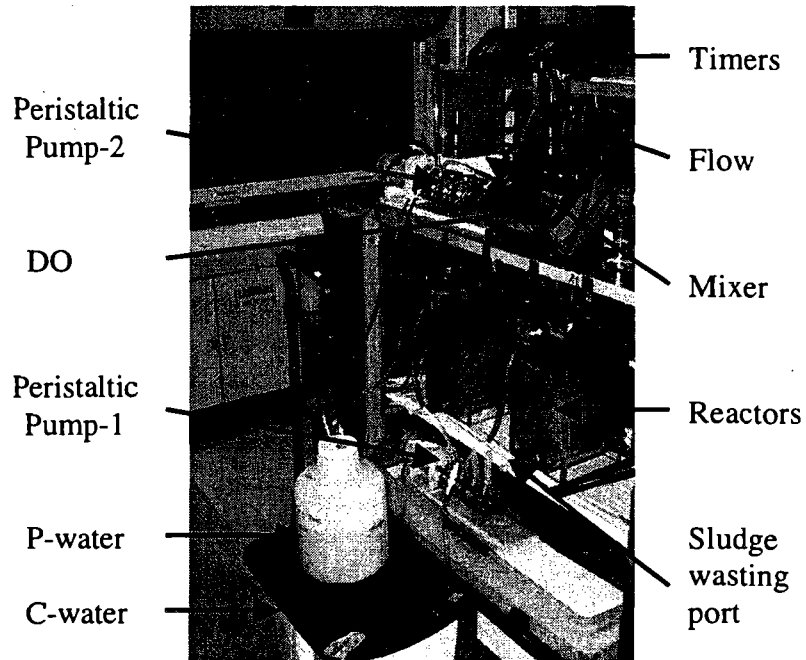 Peristaltic
Pump-2
DO
Peristaltic
Pump-1
P-water
C-water
Timers
Flow
Mixer
Reactors
Sludge
wasting
port